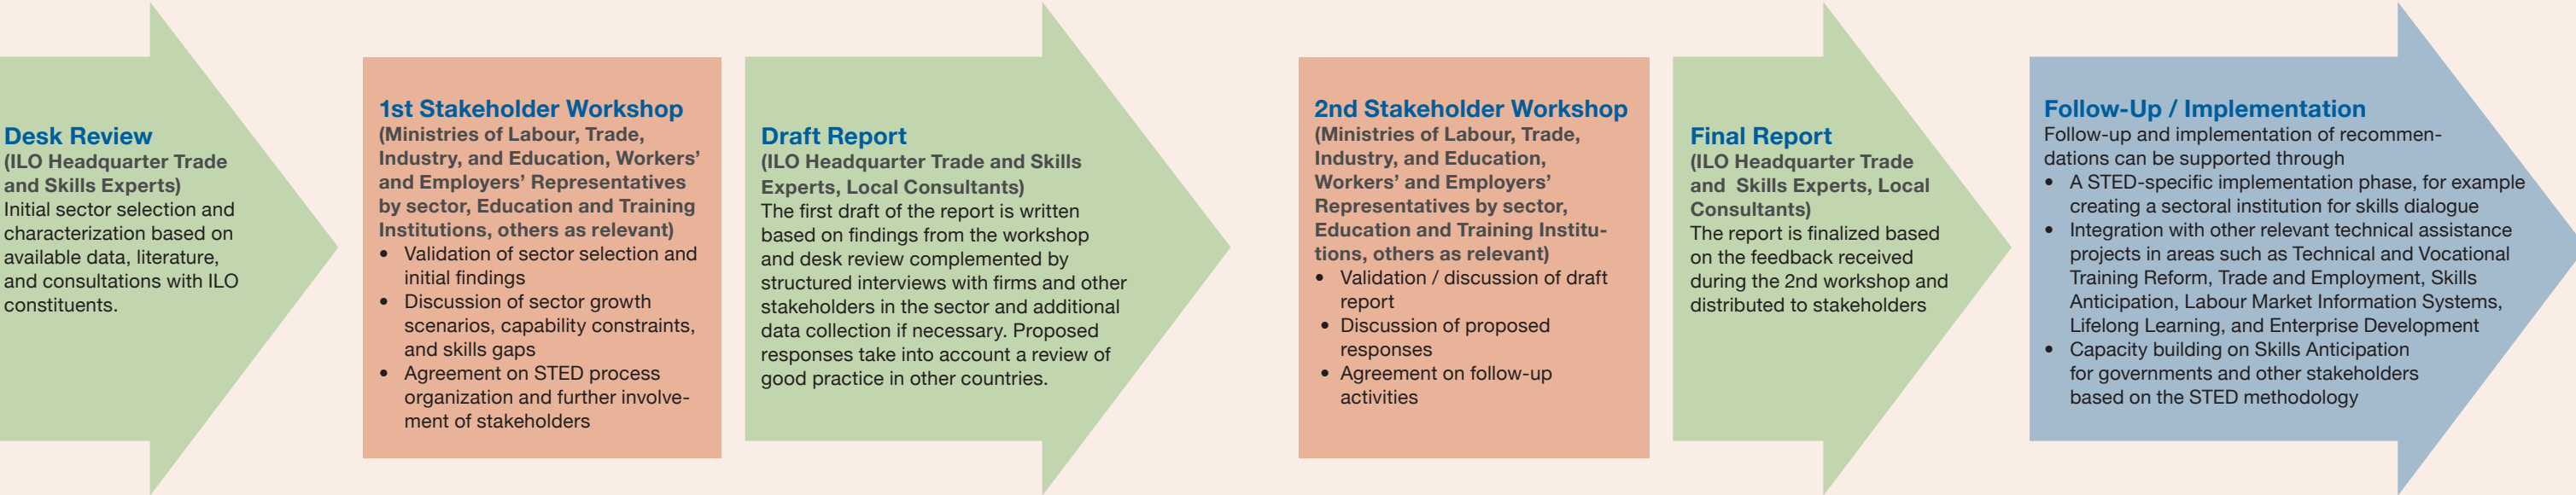 Desk Review
(ILO Headquarter Trade
and Skills Experts)
Initial sector selection and
characterization based on
available data, literature,
and consultations with ILO
constituents.
1st Stakeholder Workshop
(Ministries of Labour, Trade,
Industry, and Education, Workers’
and Employers’ Representatives
by sector, Education and Training
Institutions, others as relevant)
• Validation of sector selection and
initial findings
• Discussion of sector growth
scenarios, capability constraints,
and skills gaps
• Agreement on STED process
organization and further involve-
ment of stakeholders
Draft Report
(ILO Headquarter Trade and Skills
Experts, Local Consultants)
The first draft of the report is written
based on findings from the workshop
and desk review complemented by
structured interviews with firms and other
stakeholders in the sector and additional
data collection if necessary. Proposed
responses take into account a review of
good practice in other countries.
2nd Stakeholder Workshop
(Ministries of Labour, Trade,
Industry, and Education,
Workers’ and Employers’
Representatives by sector,
Education and Training Institu-
tions, others as relevant)
• Validation / discussion of draft
report
• Discussion of proposed
responses
• Agreement on follow-up
activities
Final Report
(ILO Headquarter Trade
and Skills Experts, Local
Consultants)
The report is finalized based
on the feedback received
during the 2nd workshop and
distributed to stakeholders
Follow-Up / Implementation
Follow-up and implementation of recommen-
dations can be supported through
• A STED-specific implementation phase, for example
creating a sectoral institution for skills dialogue
• Integration with other relevant technical assistance
projects in areas such as Technical and Vocational
Training Reform, Trade and Employment, Skills
Anticipation, Labour Market Information Systems,
Lifelong Learning, and Enterprise Development
• Capacity building on Skills Anticipation
for governments and other stakeholders
based on the STED methodology